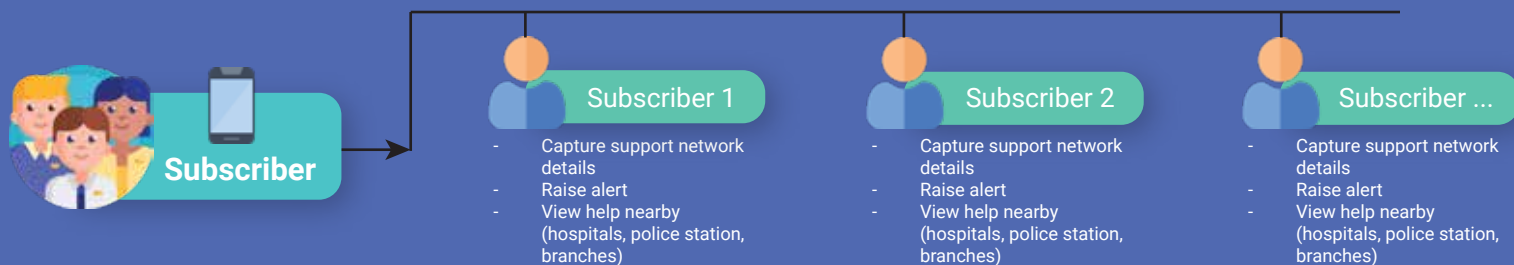 Subscriber
Subscriber 1
- Capture support network
details
- Raise alert
- View help nearby
(hospitals, police station,
branches)
Subscriber 2
- Capture support network
details
- Raise alert
- View help nearby
(hospitals, police station,
branches)
Subscriber ...
- Capture support network
details
- Raise alert
- View help nearby
(hospitals, police station,
branches)